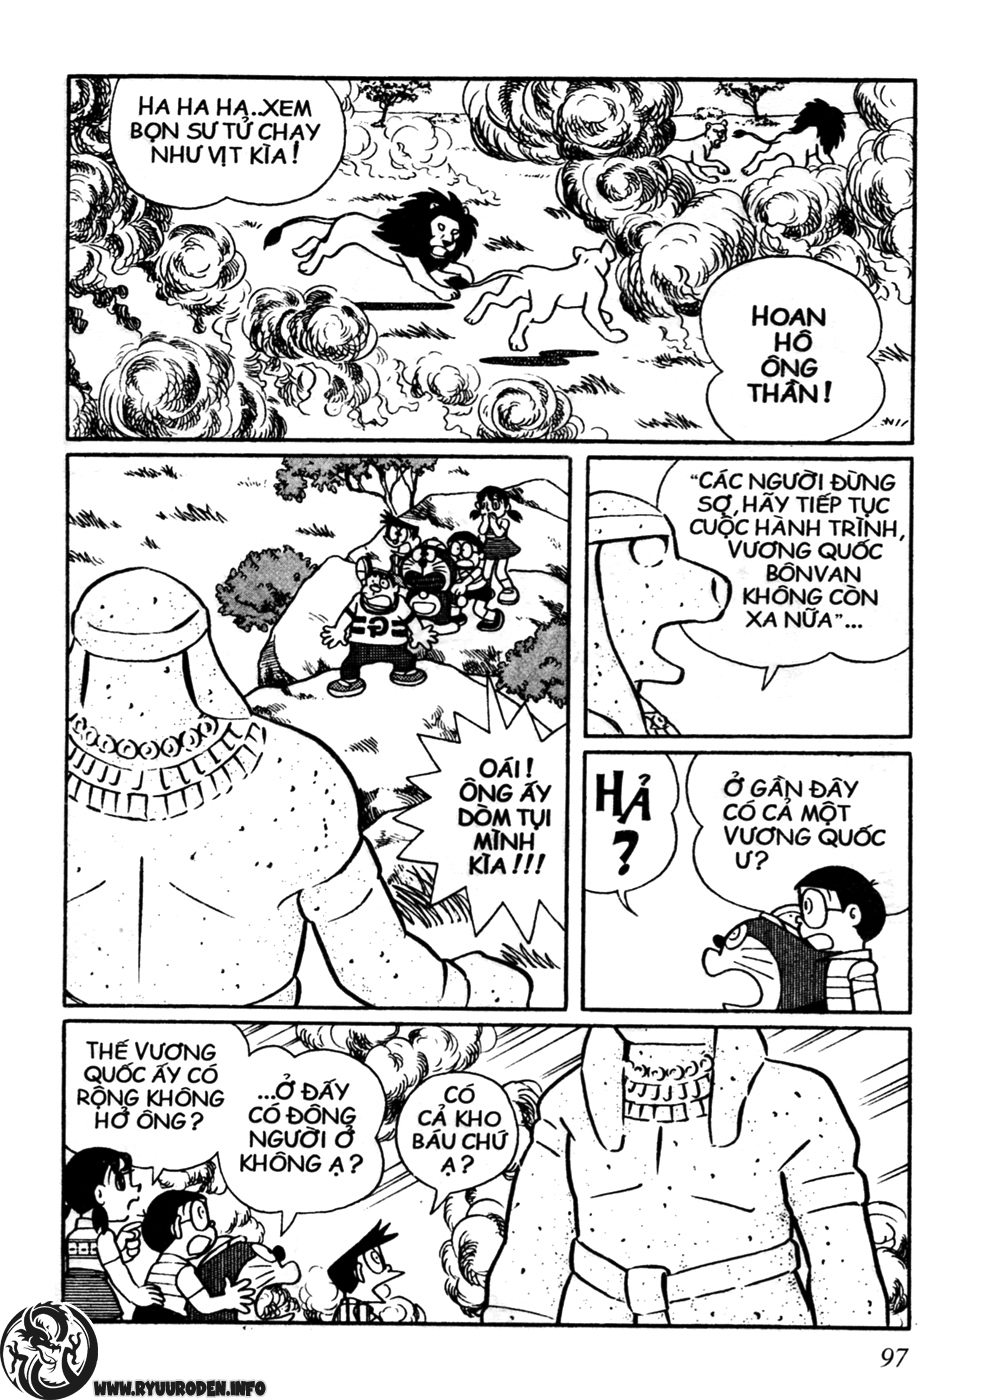 HA HA HA..XEM
BỌN SƯ TỬ CHẠY
NHƯ VỊT KÌA!
HOAN
HÔ
ÔNG
THẦN!
"CÁC NGƯỜI ĐỪNG
SỢ, HÃY TIẾP TỤC
CUỘC HÀNH TRÌNH,
VƯƠNG QUỐC
BÔNVAN
KHÔNG CÒN
XA NỮA"...
OÁI!
ÔNG ẤY
DÒM TỤI
MÌNH
KÌA!!!
HẢ
?
Ở GẦN ĐÂY
CÓ CẢ MỘT
VƯƠNG QUỐC
Ư?
THẾ VƯƠNG
QUỐC ẤY CÓ
RỘNG KHÔNG
HỞ ÔNG?
...Ở ĐẤY
CÓ ĐÔNG
NGƯỜI Ở
KHÔNG Ạ?
CÓ
CẢ KHO
BÁU CHỨ
Ạ?
97
WWW.RYUURODEN.INFO